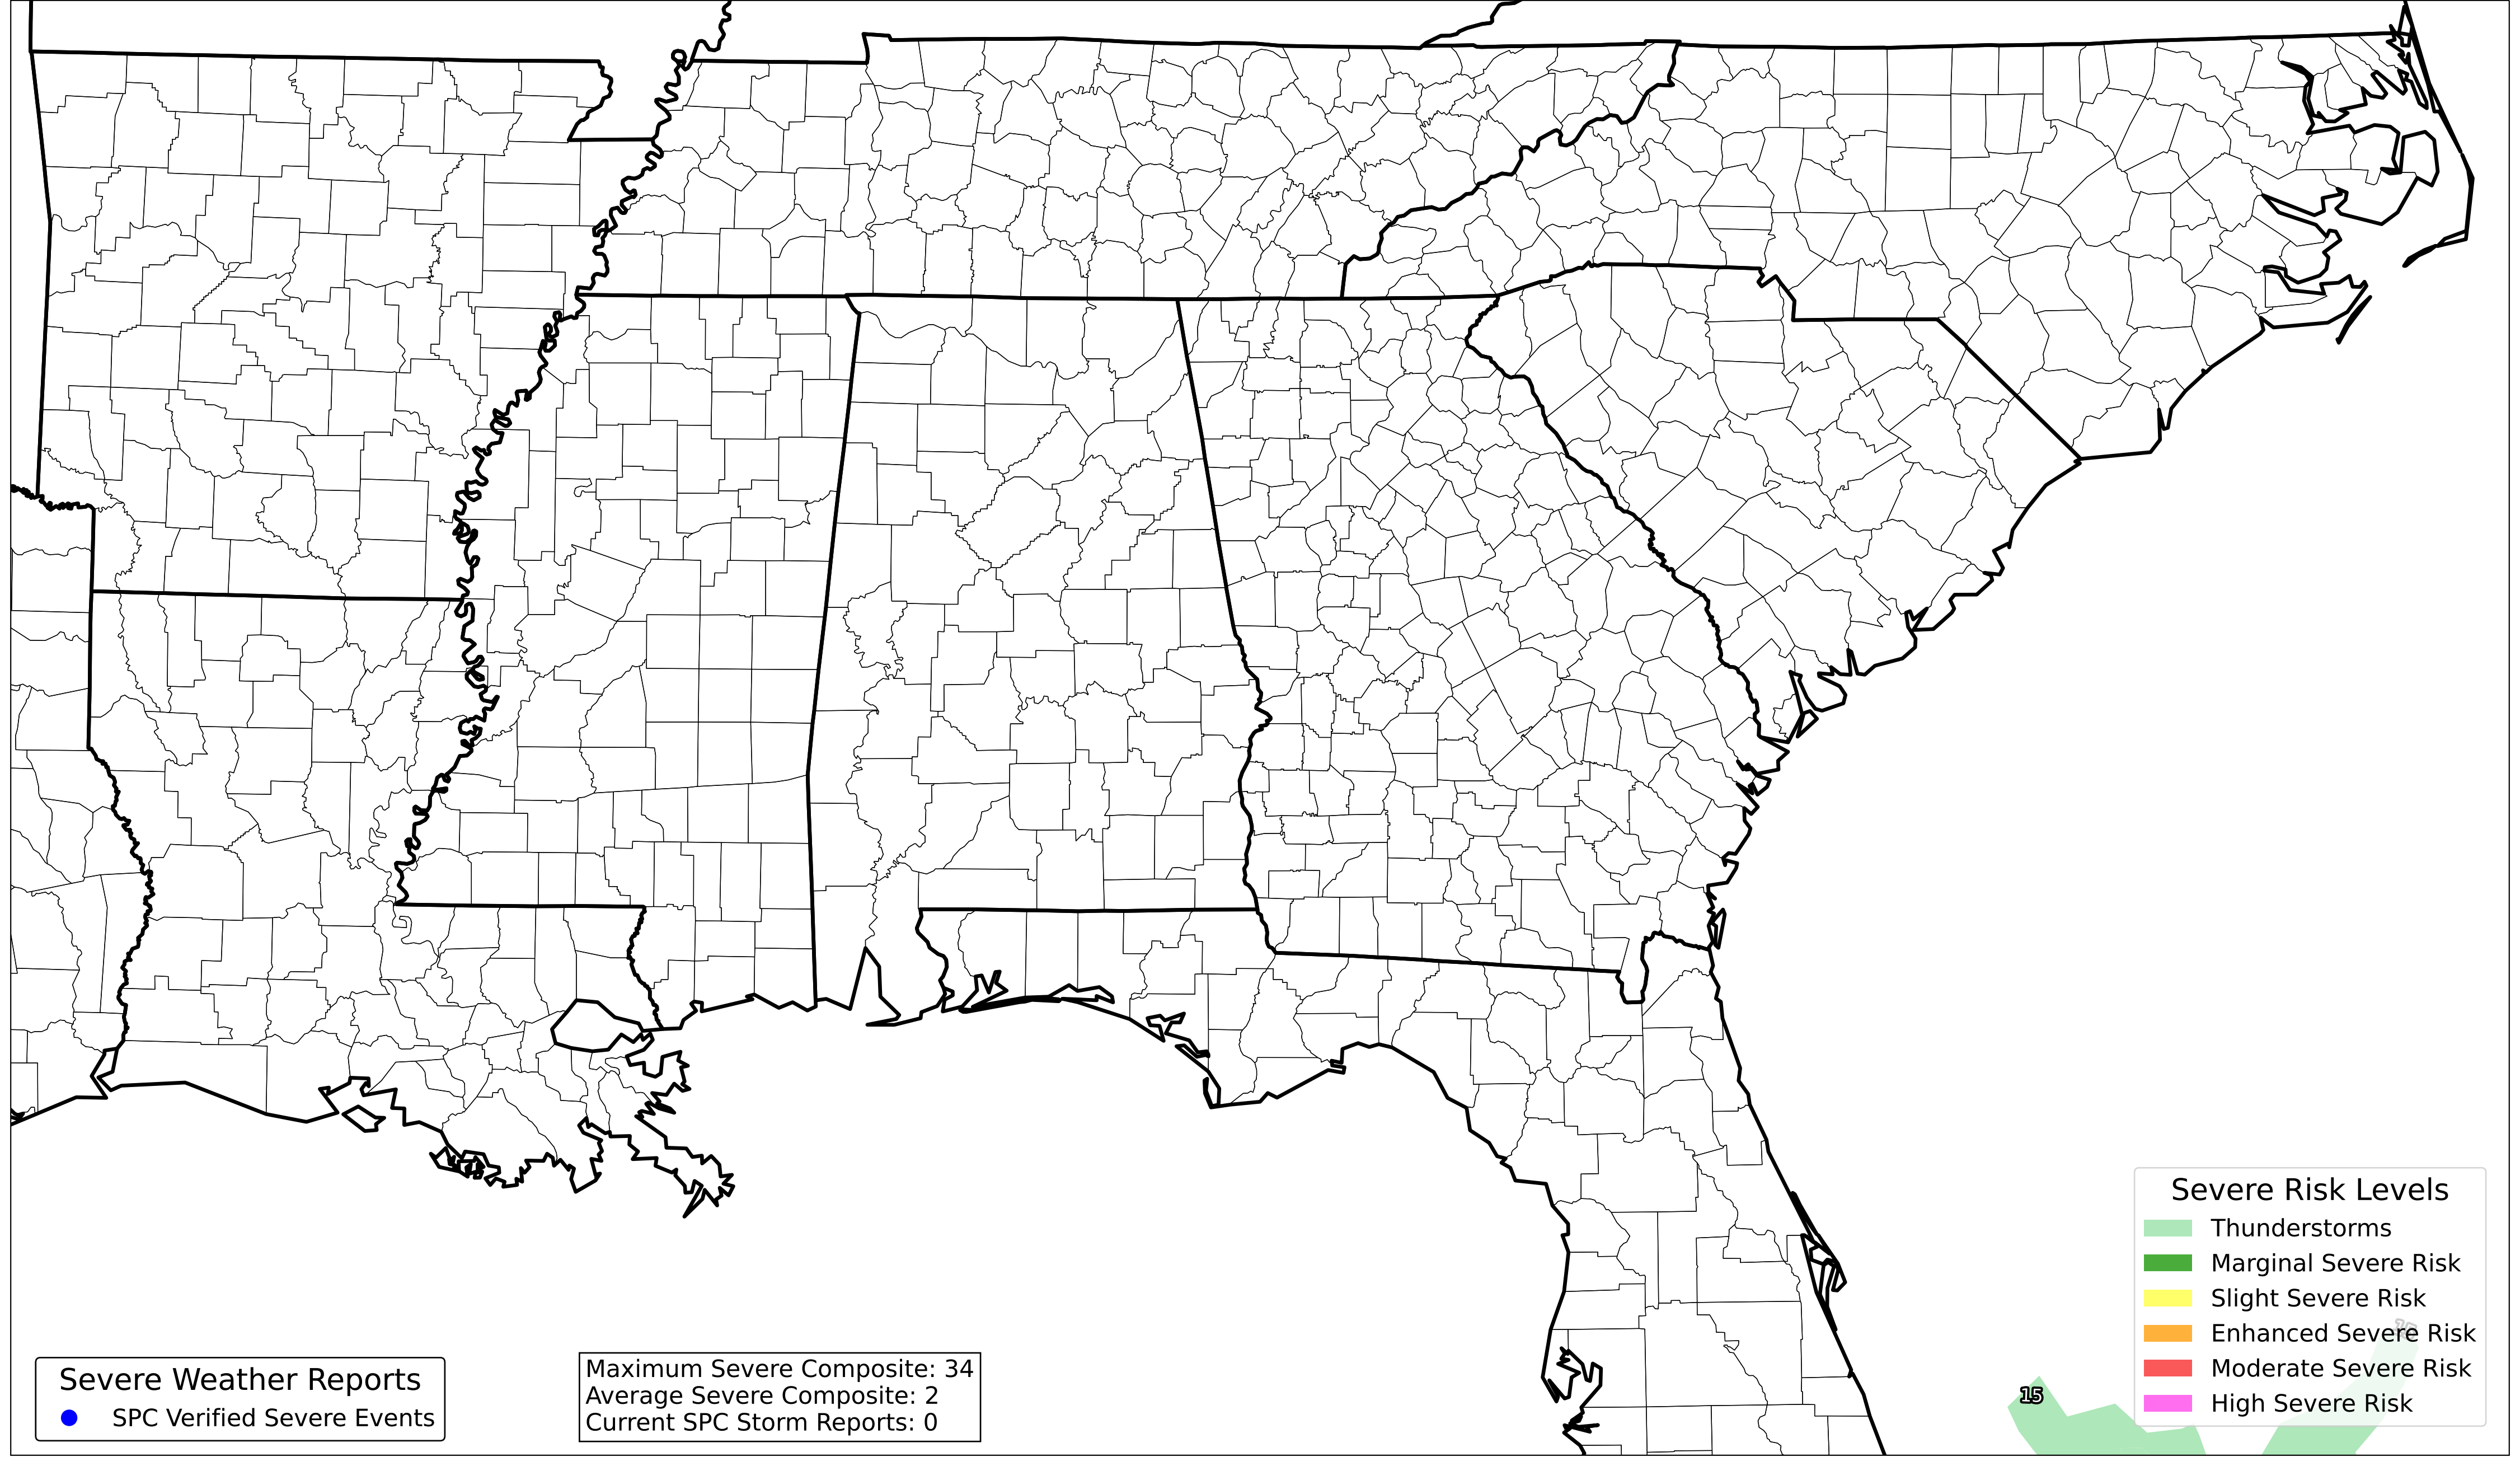 Severe Risk Levels
Thunderstorms
Marginal Severe Risk
Slight Severe Risk
Enhanced Severe Risk
Moderate Severe Risk
High Severe Risk
15
Severe Weather Reports
SPC Verified Severe Events
Maximum Severe Composite: 34
Average Severe Composite: 2
Current SPC Storm Reports: 0